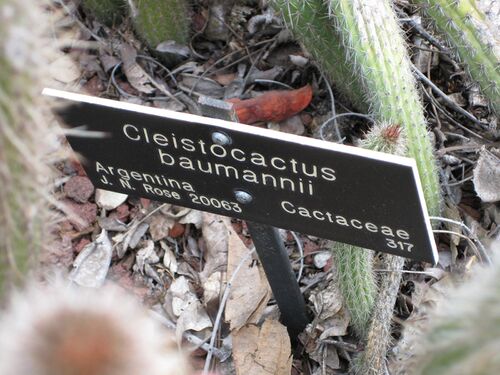 Cleistocactus
baumannii
Argentina
J. N. Rose 20063
Cactaceae
317